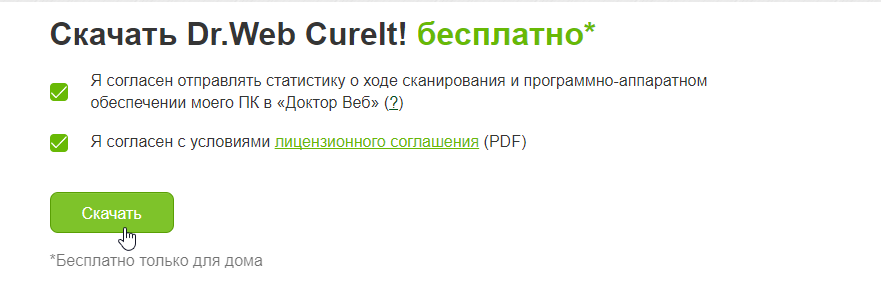 Скачать Dr.Web CureIt! бесплатно*
Я согласен отправлять статистику о ходе сканирования и программно-аппаратном
обеспечении моего ПК в «Доктор Веб» (?)
Я согласен с условиями лицензионного соглашения (PDF)
Скачать
*Бесплатно только для дома